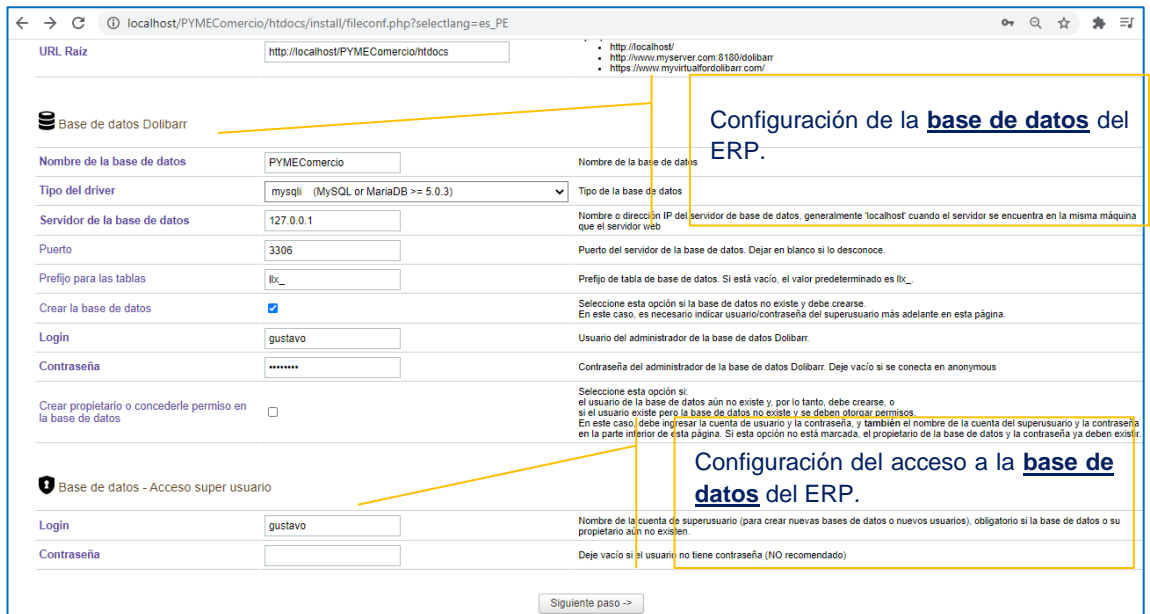 localhost/PYMEComercio/htdocs/install/fileconf.php?selectlang=es_PE
URL Raíz
http://localhost/PYMEComercio/htdocs
• http://localhost/
• http://www.myserver.com:8180/dolibarr
• https://www.myvirtualfordolibarr.com/
Configuración de la base de datos del
ERP.
Base de datos Dolibarr
Nombre de la base de datos
PYMEComercio
Nombre de la base de datos
Tipo del driver
mysqli (MySQL or MariaDB >= 5.0.3)
Tipo de la base de datos
Servidor de la base de datos
127.0.0.1
Nombre o dirección IP del servidor de base de datos, generalmente 'localhost' cuando el servidor se encuentra en la misma máquina
que el servidor web
Puerto
3306
Puerto del servidor de la base de datos. Dejar en blanco si lo desconoce.
Prefijo para las tablas
llx_
Prefijo de tabla de base de datos. Si está vacío, el valor predeterminado es llx_.
Crear la base de datos
Seleccione esta opción si la base de datos no existe y debe crearse.
En este caso, es necesario indicar usuario/contraseña del superusuario más adelante en esta página.
Login
gustavo
Usuario del administrador de la base de datos Dolibarr.
Contraseña
••••••••
Contraseña del administrador de la base de datos Dolibarr. Deje vacío si se conecta en anonymous
Crear propietario o concederle permiso en
la base de datos
Seleccione esta opción si:
el usuario de la base de datos aún no existe y, por lo tanto, debe crearse, o
si el usuario existe pero la base de datos no existe y se deben otorgar permisos.
En este caso, debe ingresar la cuenta de usuario y la contraseña, y también el nombre de la cuenta del superusuario y la contraseña
en la parte inferior de esta página. Si esta opción no está marcada, el propietario de la base de datos y la contraseña ya deben existir.
Configuración del acceso a la base de
datos del ERP.
Base de datos - Acceso super usuario
Login
gustavo
Nombre de la cuenta de superusuario (para crear nuevas bases de datos o nuevos usuarios), obligatorio si la base de datos o su
propietario aún no existen.
Contraseña
Deje vacío si el usuario no tiene contraseña (NO recomendado)
Siguiente paso ->